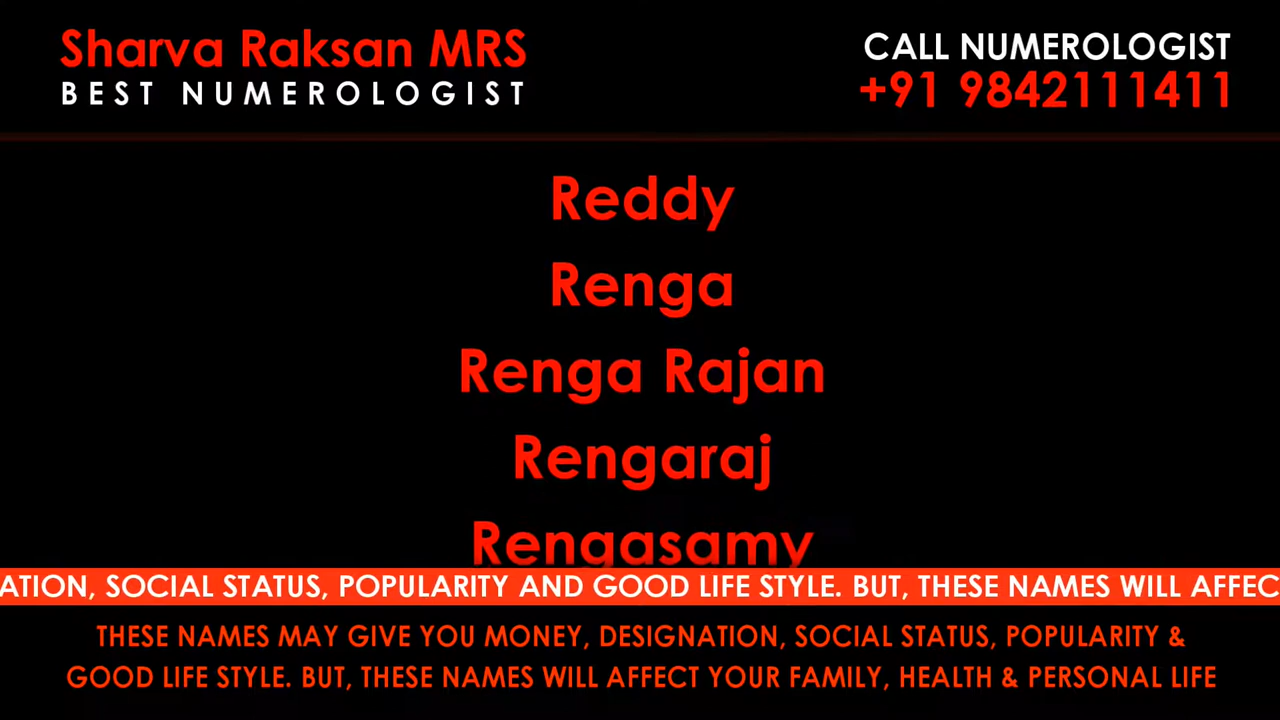 Sharva Raksan MRS
BEST NUMEROLOGIST
CALL NUMEROLOGIST
+91 9842111411
Reddy
Renga
Renga Rajan
Rengaraj
Rengasamy
ATION, SOCIAL STATUS, POPULARITY AND GOOD LIFE STYLE. BUT, THESE NAMES WILL AFFEC
THESE NAMES MAY GIVE YOU MONEY, DESIGNATION, SOCIAL STATUS, POPULARITY &
GOOD LIFE STYLE. BUT, THESE NAMES WILL AFFECT YOUR FAMILY, HEALTH & PERSONAL LIFE